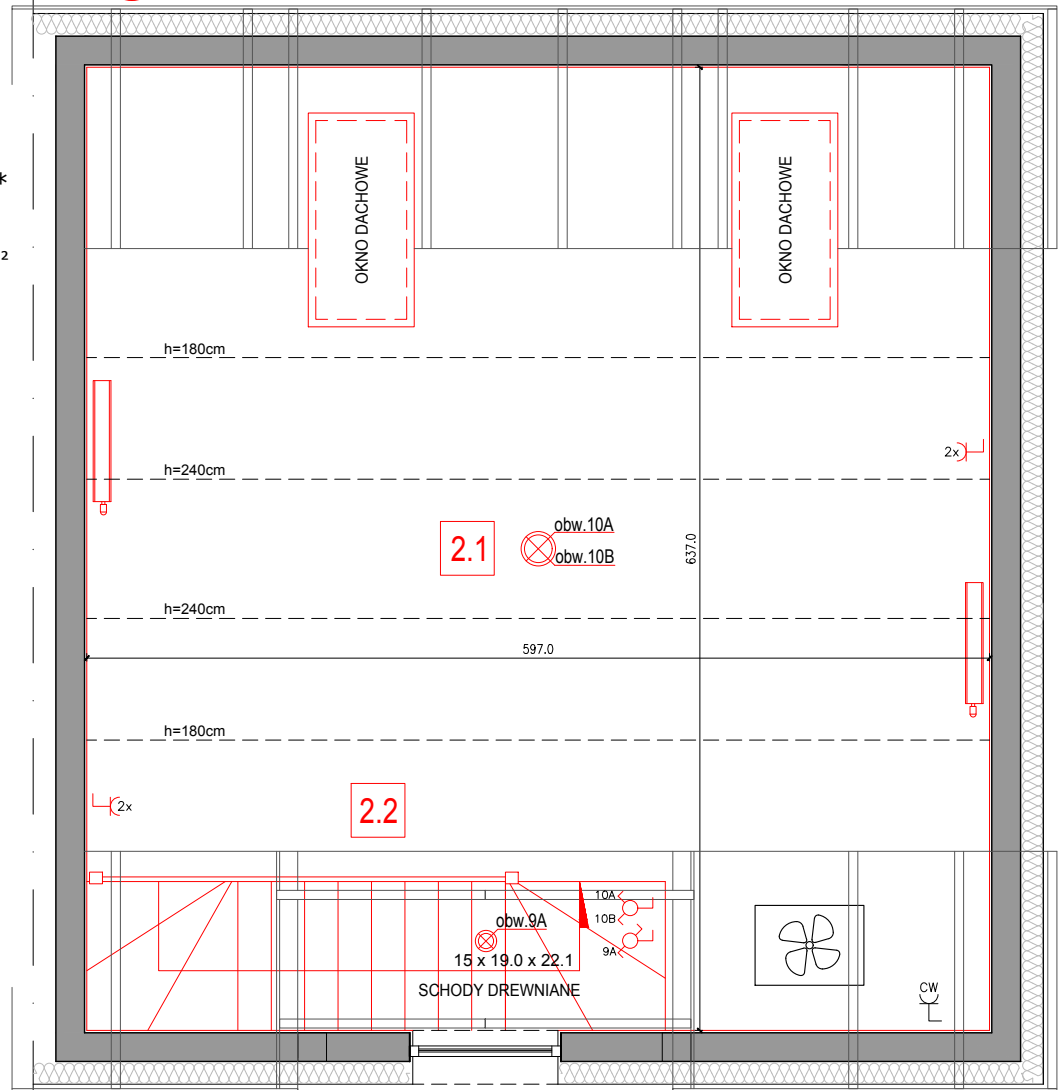 *
2
OKNO DACHOWE
OKNO DACHOWE
h=180cm
2x
h=240cm
2.1
obw.10A
obw.10B
637.0
h=240cm
597.0
h=180cm
2x
2.2
10A
10B
obw.9A
9A
15 x 19.0 x 22.1
SCHODY DREWNIANE
CW